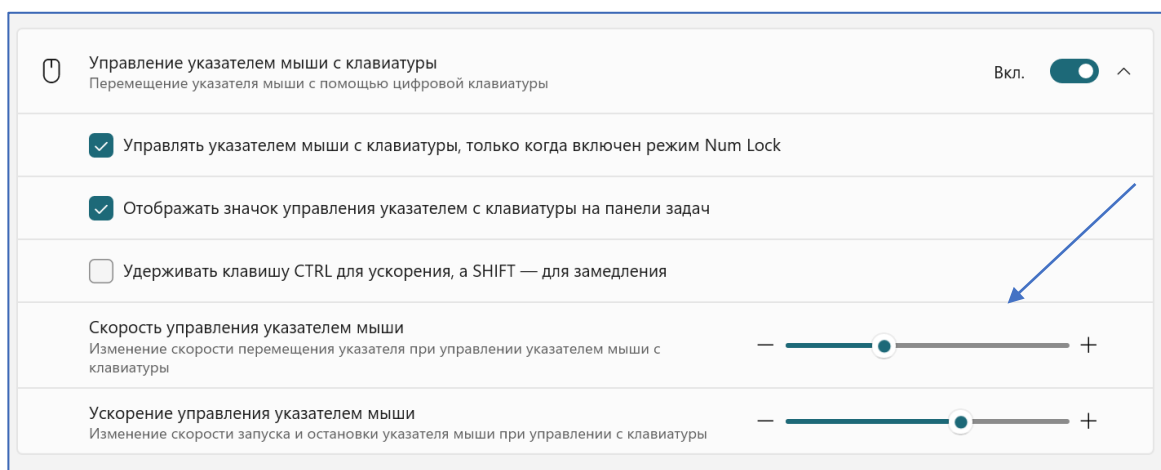 Управление указателем мыши с клавиатуры
Перемещение указателя мыши с помощью цифровой клавиатуры
Вкл.
Управлять указателем мыши с клавиатуры, только когда включен режим Num Lock
Отображать значок управления указателем с клавиатуры на панели задач
Удерживать клавишу CTRL для ускорения, а SHIFT — для замедления
Скорость управления указателем мыши
Изменение скорости перемещения указателя при управлении указателем мыши с
клавиатуры
Ускорение управления указателем мыши
Изменение скорости запуска и остановки указателя мыши при управлении с клавиатуры